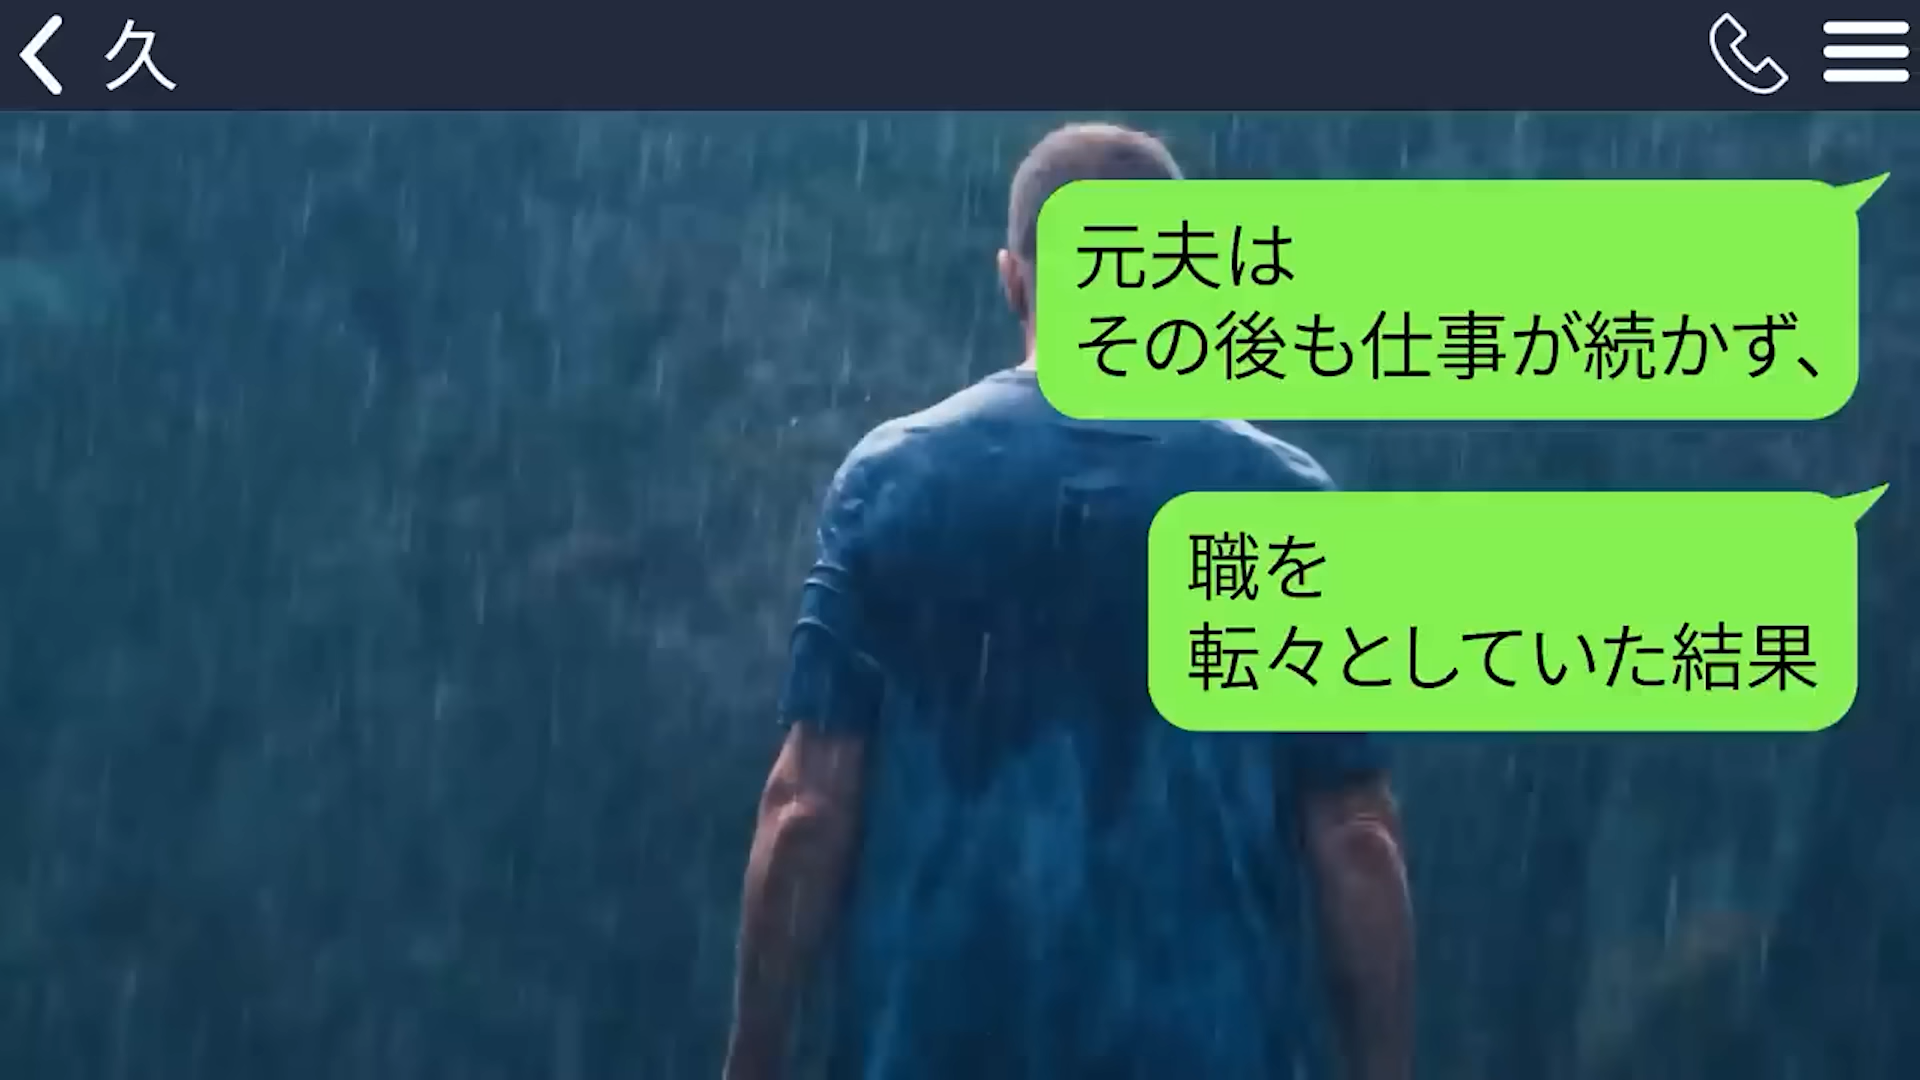 久
元夫は
その後も仕事が続かず、
職を
転々としていた結果